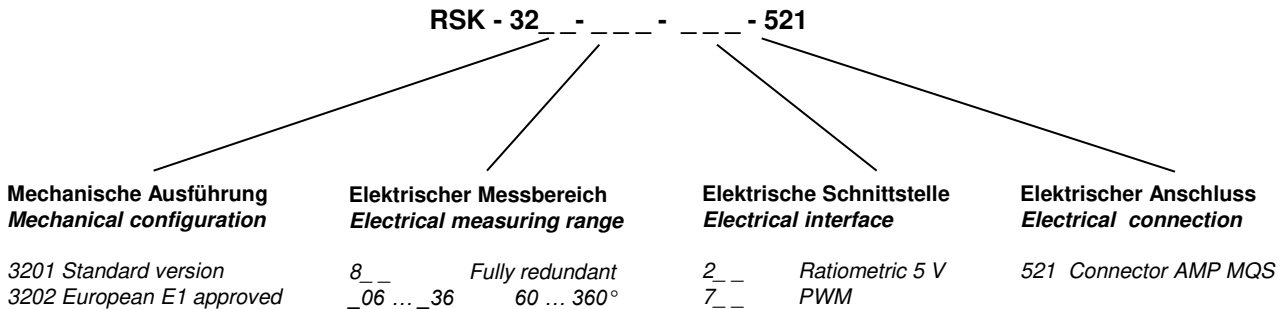 RSK - 32_ _- _ _ _ - _ _ _ - 521
Mechanische Ausführung
Mechanical configuration
3201 Standard version
3202 European E1 approved
Elektrischer Messbereich
Electrical measuring range
8_ _ Fully redundant
_06 … _36 60 … 360°
Elektrische Schnittstelle
Electrical interface
2_ _ Ratiometric 5 V
7_ _ PWM
Elektrischer Anschluss
Electrical connection
521 Connector AMP MQS